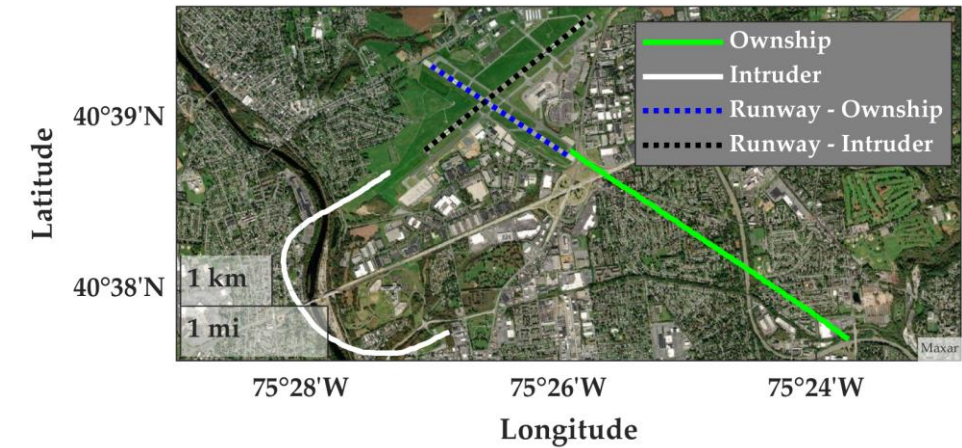 Ownship
Intruder
Runway - Ownship
Runway - Intruder
40°39'N
40°38'N
Latitude
1 km
1 mi
Maxar
75°28'W
75°26'W
75°24'W
Longitude